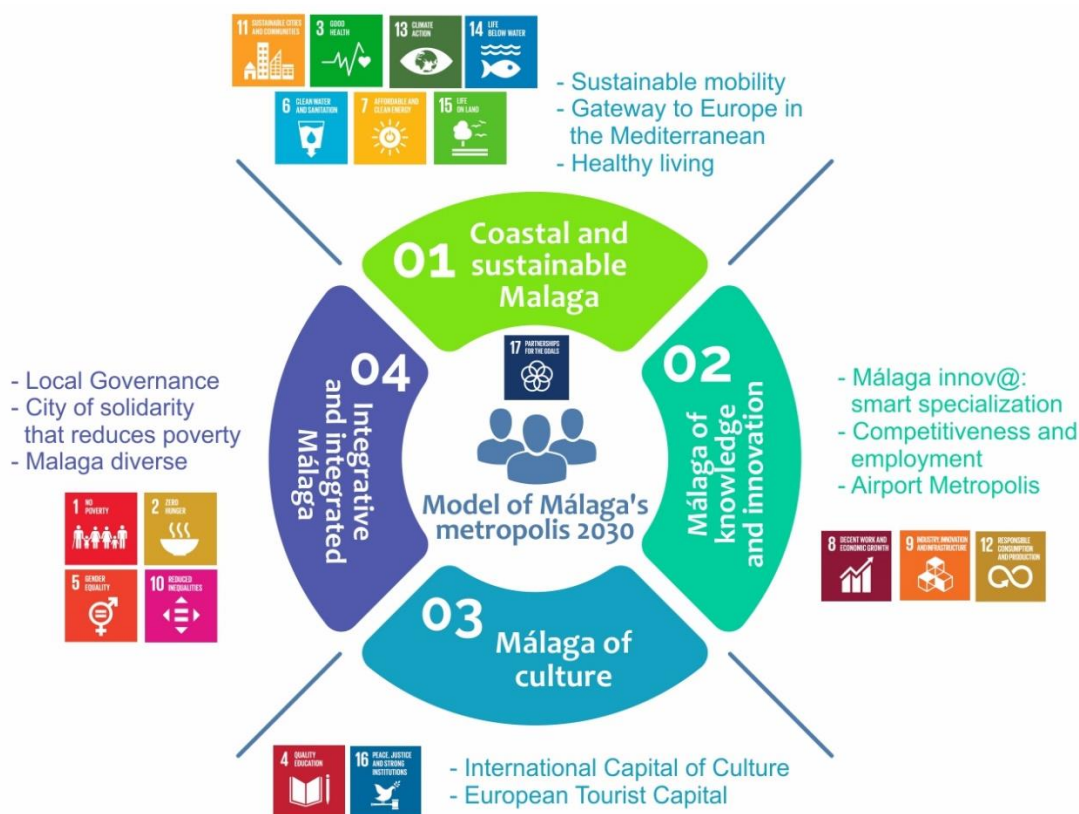 11 SUSTAINABLE CITIES
AND COMMUNITIES
3 GOOD
HEALTH
13 CLIMATE
ACTION
14 LIFE
BELOW WATER
6 CLEAN WATER
AND SANITATION
7 AFFORDABLE AND
CLEAN ENERGY
15 LIFE
ON LAND
- Sustainable mobility
- Gateway to Europe in
the Mediterranean
- Healthy living
01 Coastal and
sustainable
Malaga
02
Málaga of
knowledge
and innovation
- Málaga innov@:
smart specialization
- Competitiveness and
employment
- Airport Metropolis
8 DECENT WORK AND
ECONOMIC GROWTH
9 INDUSTRY, INNOVATION
AND INFRASTRUCTURE
12 RESPONSIBLE
CONSUMPTION
AND PRODUCTION
03
Málaga of
culture
4 QUALITY
EDUCATION
16 PEACE, JUSTICE
AND STRONG
INSTITUTIONS
- International Capital of Culture
- European Tourist Capital
04
Integrative
and integrated
Málaga
- Local Governance
- City of solidarity
that reduces poverty
- Malaga diverse
1 NO
POVERTY
2 ZERO
HUNGER
5 GENDER
EQUALITY
10 REDUCED
INEQUALITIES
17 PARTNERSHIPS
FOR THE GOALS
Model of Málaga's
metropolis 2030